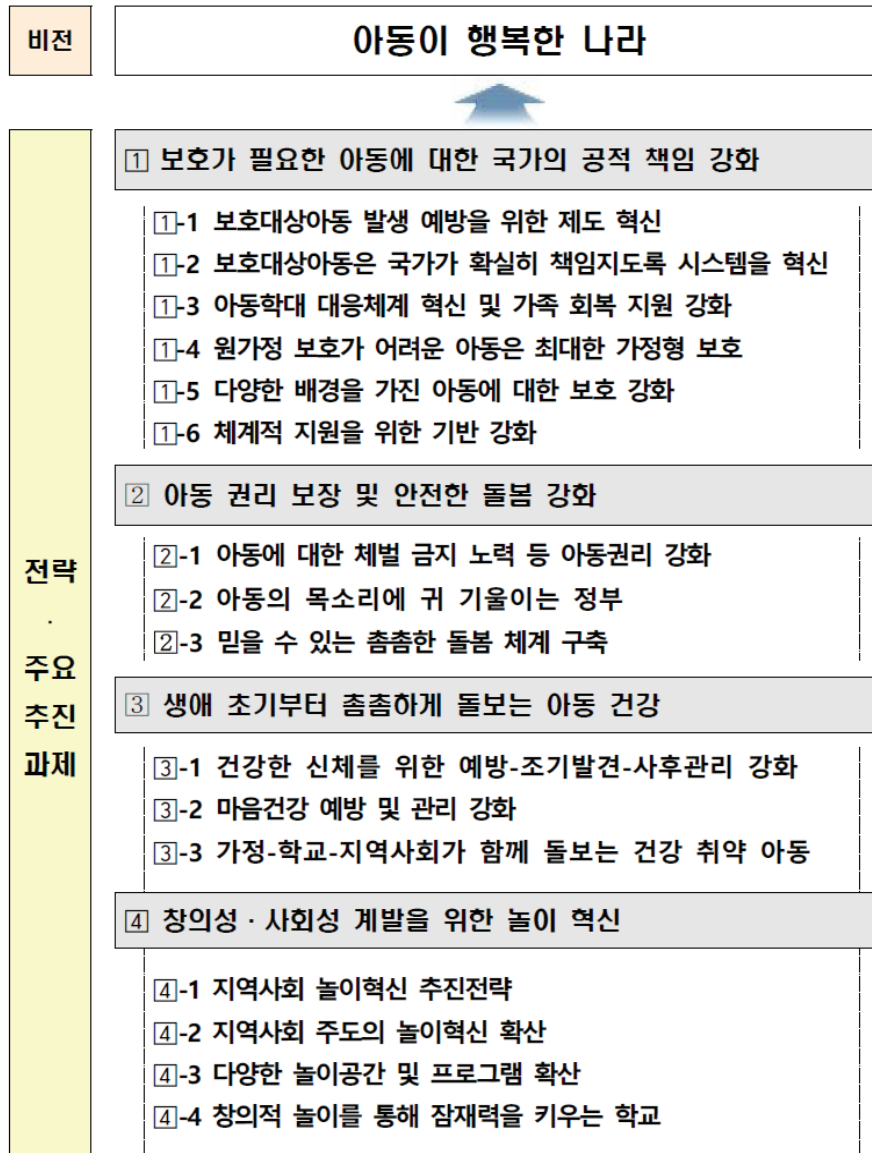 비전
아동이 행복한 나라
전략
·
주요
추진
과제
1 보호가 필요한 아동에 대한 국가의 공적 책임 강화
1-1 보호대상아동 발생 예방을 위한 제도 혁신
1-2 보호대상아동은 국가가 확실히 책임지도록 시스템을 혁신
1-3 아동학대 대응체계 혁신 및 가족 회복 지원 강화
1-4 원가정 보호가 어려운 아동은 최대한 가정형 보호
1-5 다양한 배경을 가진 아동에 대한 보호 강화
1-6 체계적 지원을 위한 기반 강화
2 아동 권리 보장 및 안전한 돌봄 강화
2-1 아동에 대한 체벌 금지 노력 등 아동권리 강화
2-2 아동의 목소리에 귀 기울이는 정부
2-3 믿을 수 있는 촘촘한 돌봄 체계 구축
3 생애 초기부터 촘촘하게 돌보는 아동 건강
3-1 건강한 신체를 위한 예방-조기발견-사후관리 강화
3-2 마음건강 예방 및 관리 강화
3-3 가정-학교-지역사회가 함께 돌보는 건강 취약 아동
4 창의성·사회성 계발을 위한 놀이 혁신
4-1 지역사회 놀이혁신 추진전략
4-2 지역사회 주도의 놀이혁신 확산
4-3 다양한 놀이공간 및 프로그램 확산
4-4 창의적 놀이를 통해 잠재력을 키우는 학교